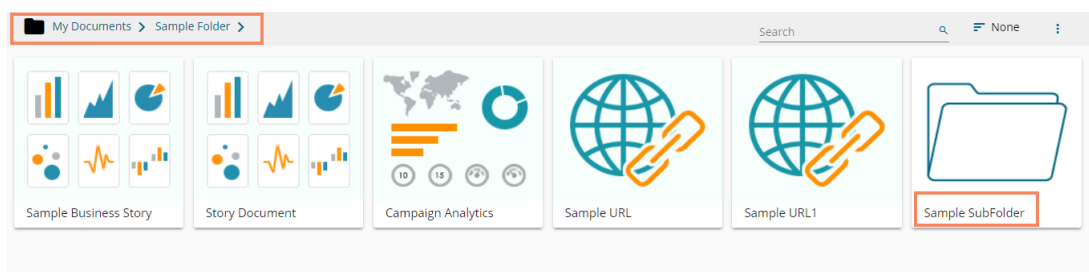 My Documents > Sample Folder >
Search
None
10 15
Sample Business Story
Story Document
Campaign Analytics
Sample URL
Sample URL1
Sample SubFolder